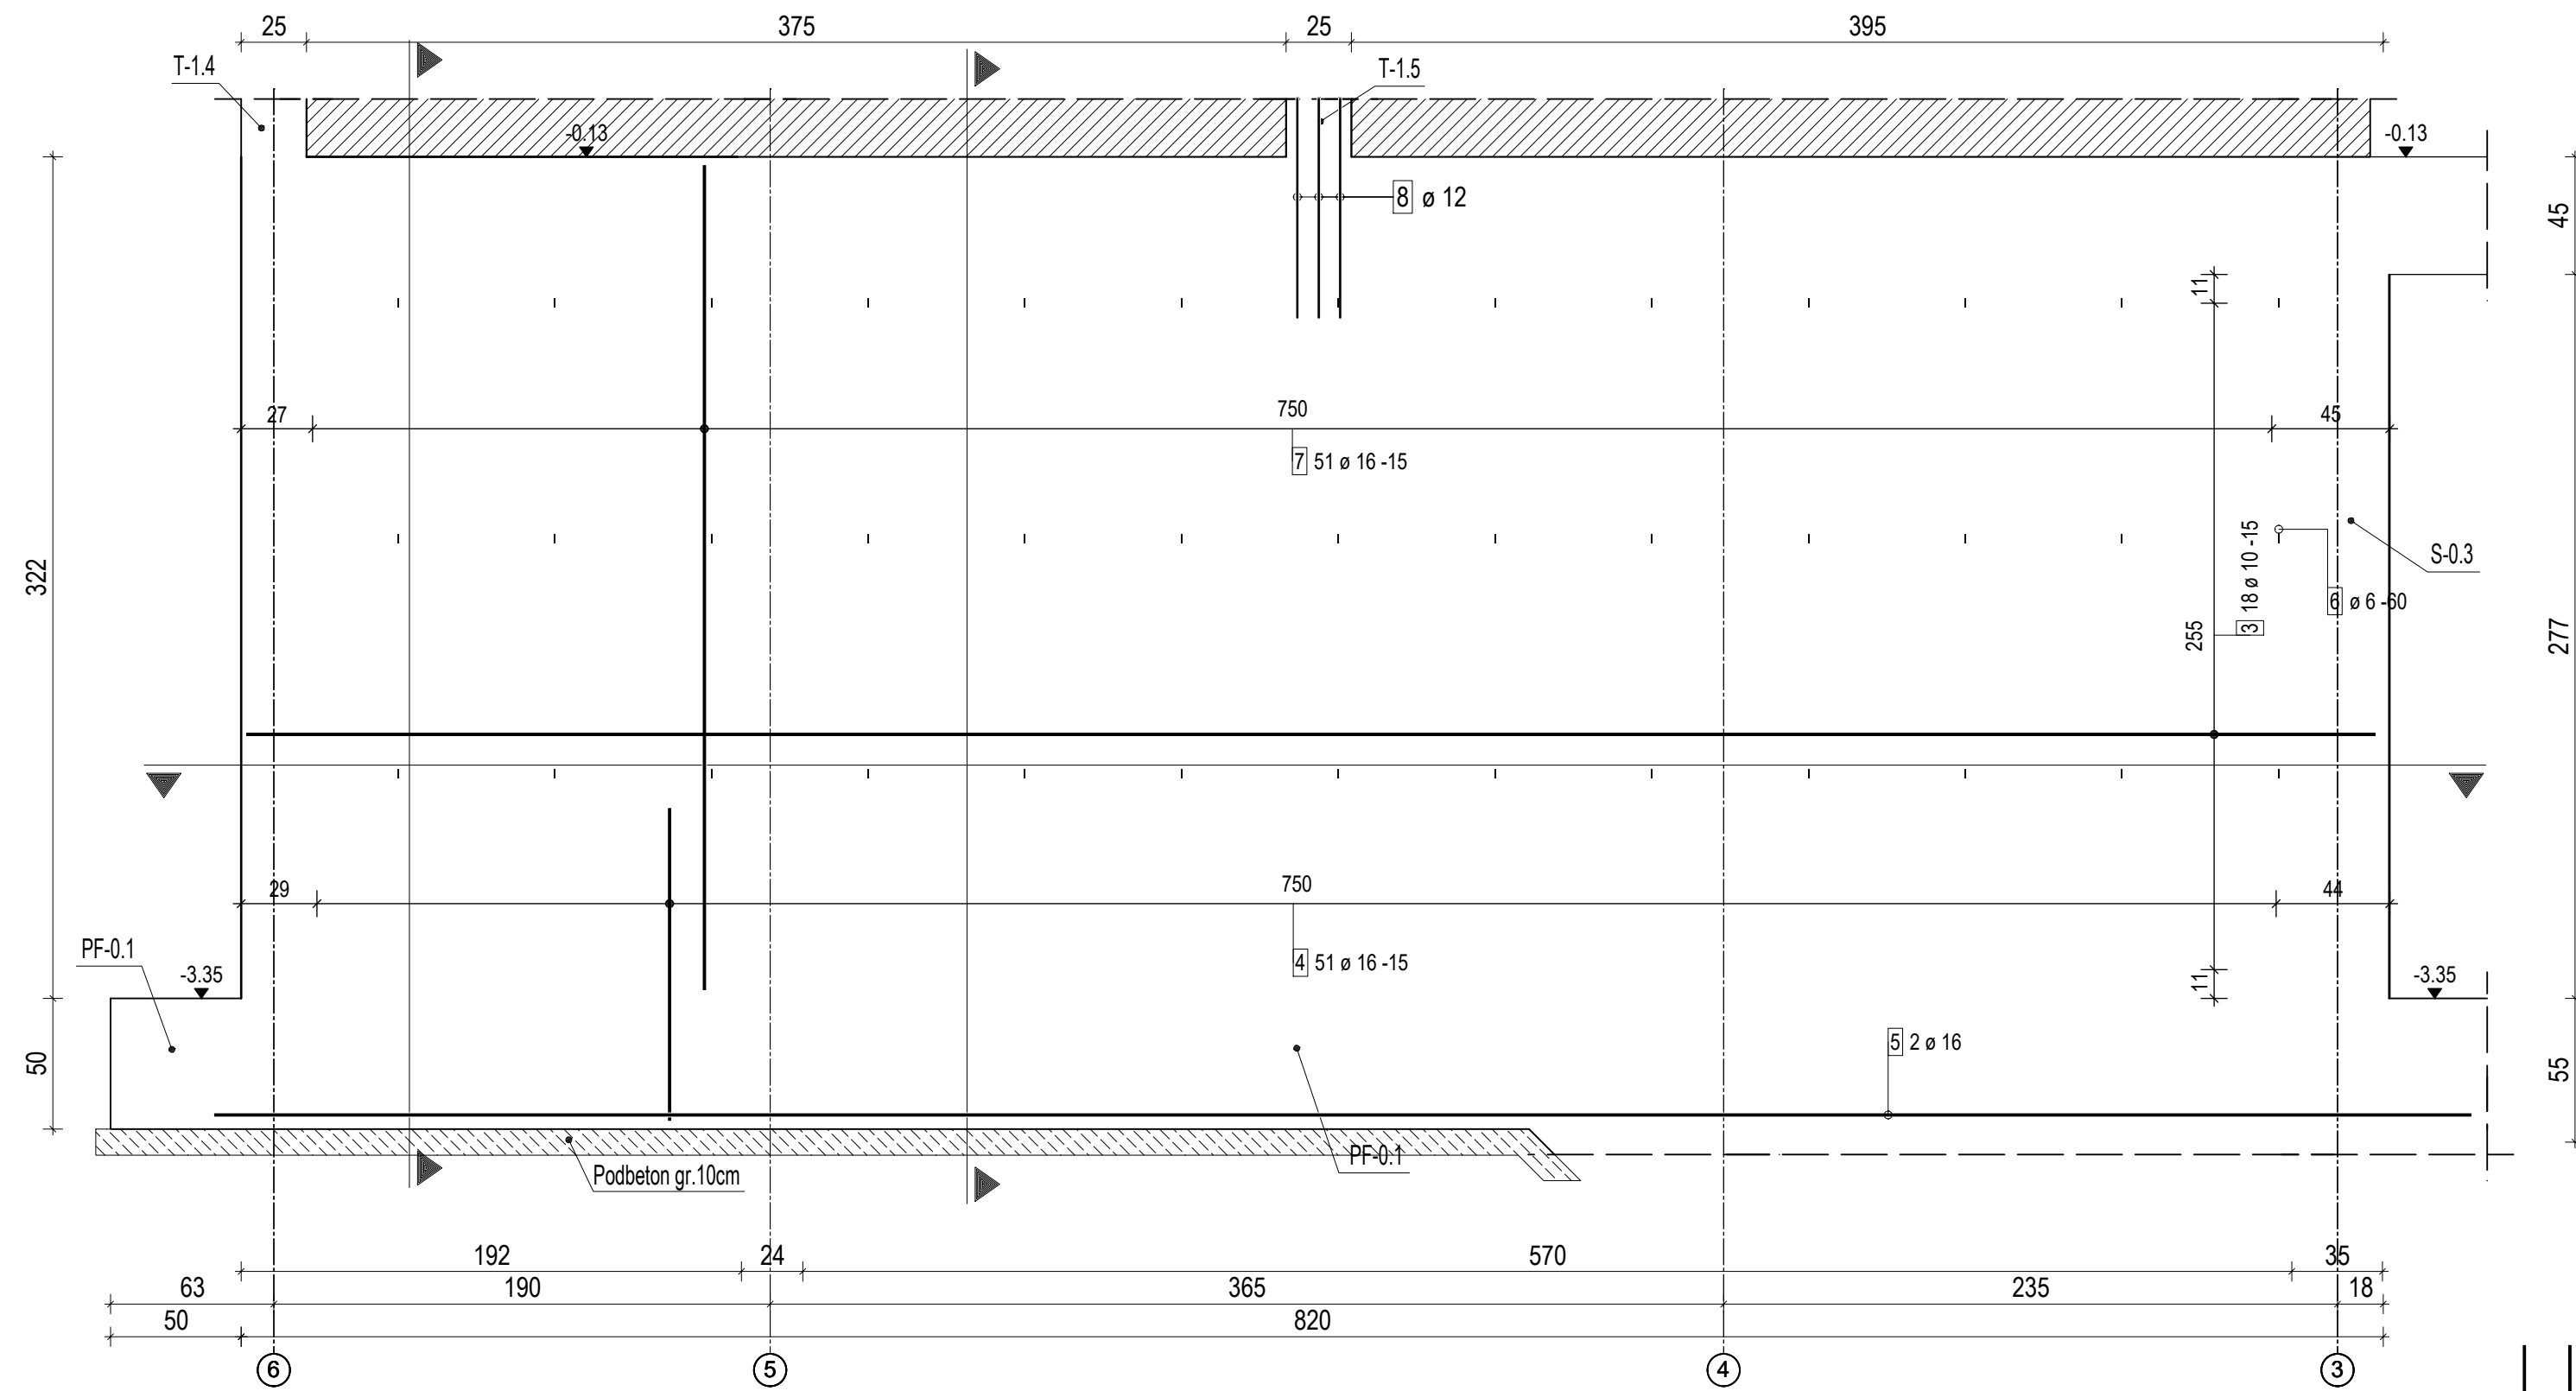 25 375 25 395
T-1.4
T-1.5
-0.13
-0.13
8 ø 12
45
11
27 750 45
7 51 ø 16 -15
3 18 ø 10 -15
S-0.3
322
6 ø 6 -60
255
277
29 750 44
PF-0.1
4 51 ø 16 -15
-3.35
-3.35
11
5 2 ø 16
50
55
PF-0.1
Podbeton gr.10cm
192 24 570 35
63 190 365 235 18
50 820
6 5 4 3